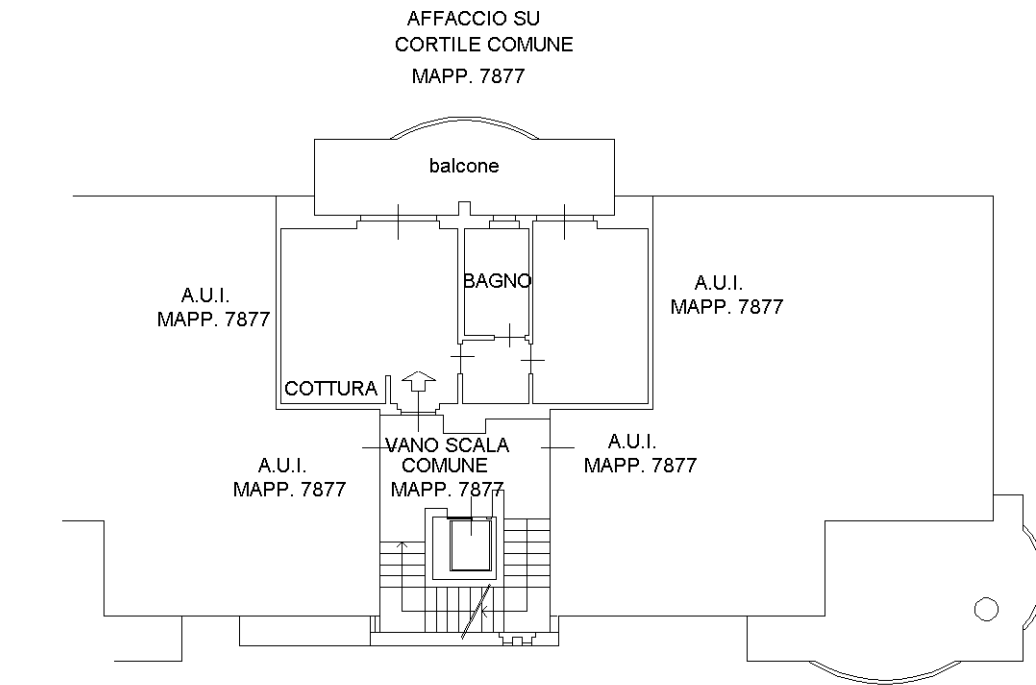 AFFACCIO SU
CORTILE COMUNE
MAPP. 7877
balcone
BAGNO
A.U.I.
MAPP. 7877
A.U.I.
MAPP. 7877
COTTURA
VANO SCALA
COMUNE
MAPP. 7877
A.U.I.
MAPP. 7877
A.U.I.
MAPP. 7877